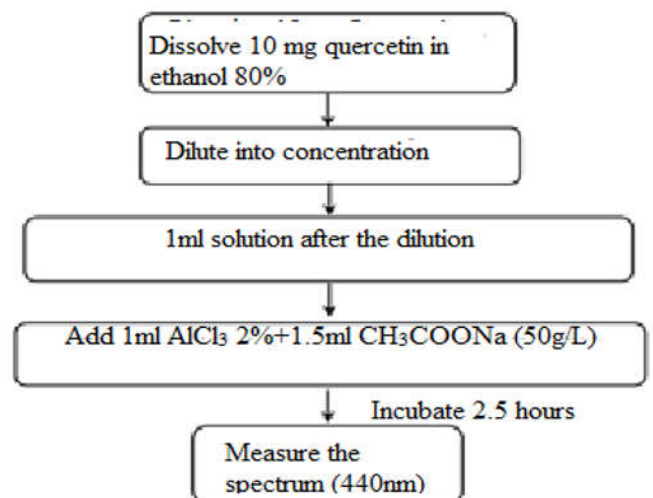 Dissolve 10 mg quercetin in
ethanol 80%
Dilute into concentration
1ml solution after the dilution
Add 1ml AlCl₃ 2%+1.5ml CH₃COONa (50g/L)
Incubate 2.5 hours
Measure the
spectrum (440nm)